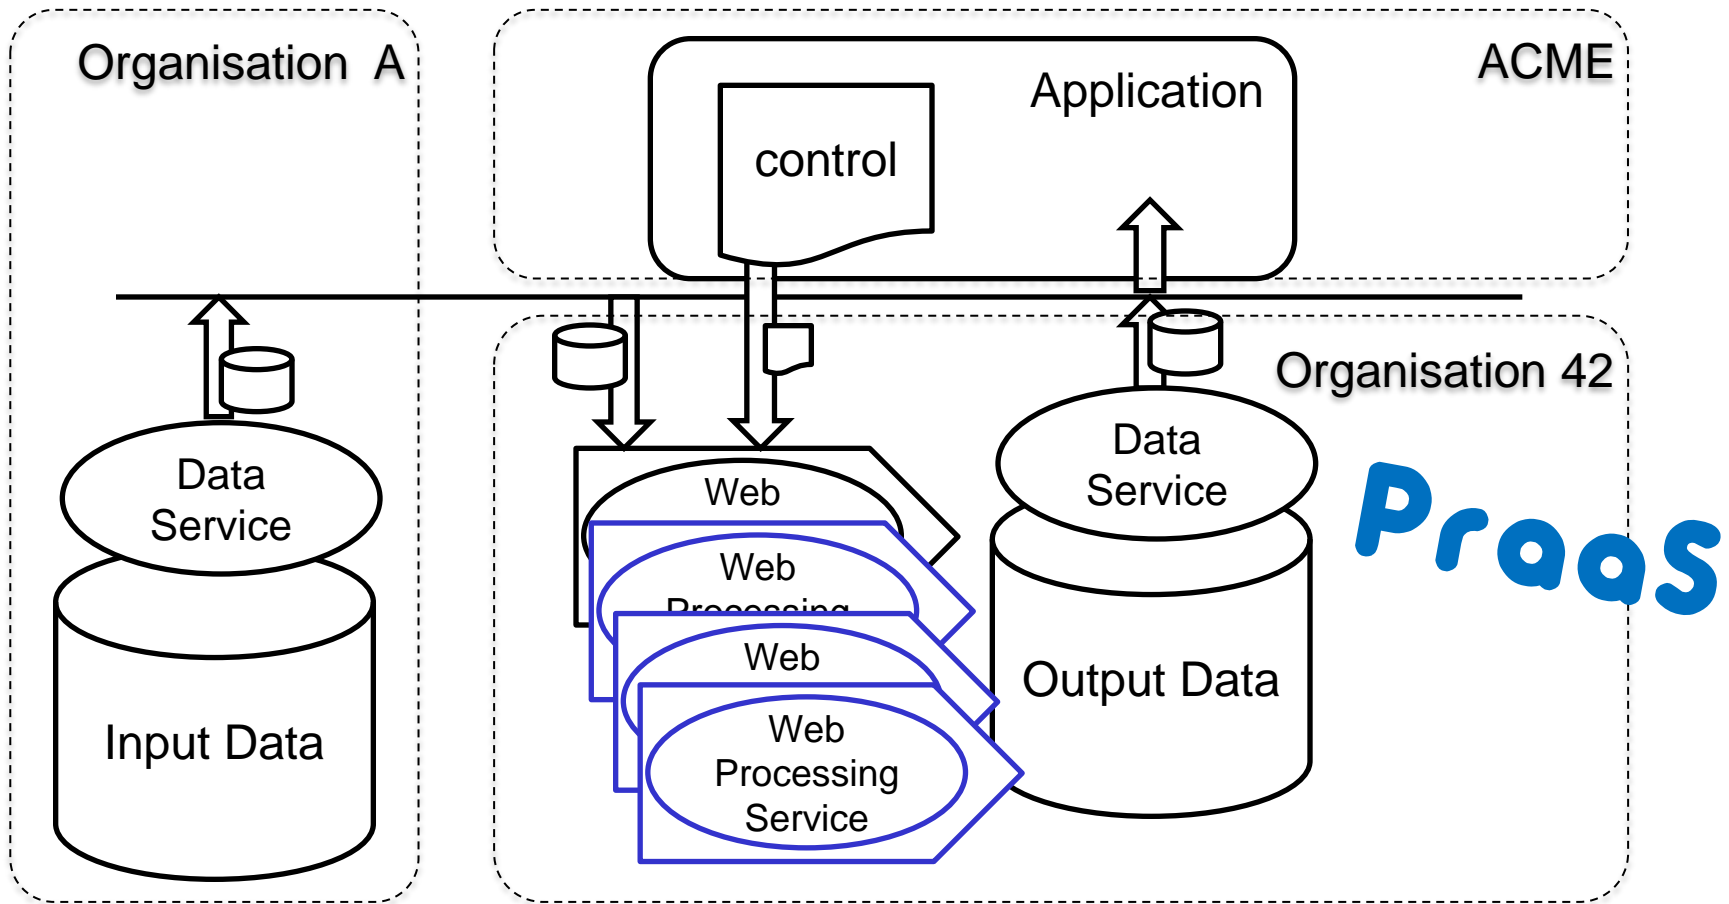 Organisation A
ACME
Application
control
Organisation 42
Data
Service
Input Data
Web
Web
Processing
Web
Web
Processing
Service
Data
Service
Output Data
PraaS